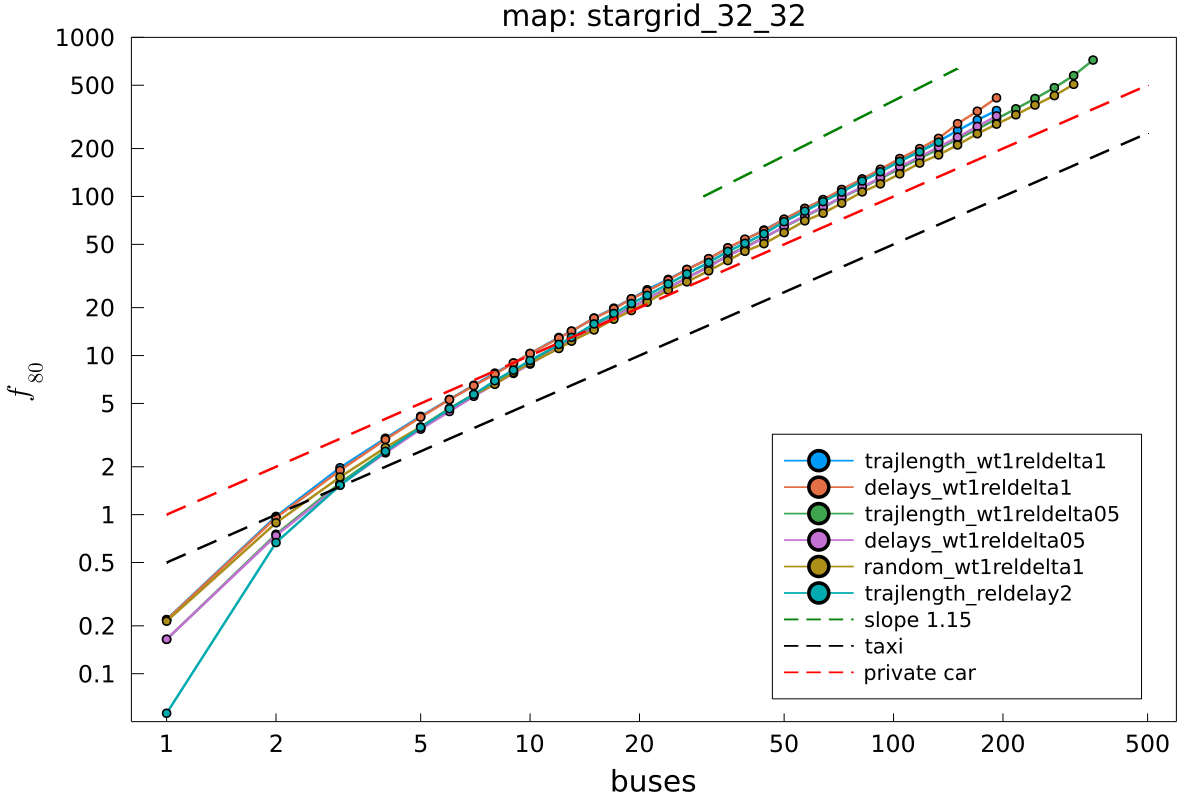 map: stargrid_32_32
1000
500
200
100
50
20
10
5
2
1
0.5
0.2
0.1
f 80
1 2 5 10 20 50 100 200 500
buses
trajlength_wt1reldelta1
delays_wt1reldelta1
trajlength_wt1reldelta05
delays_wt1reldelta05
random_wt1reldelta1
trajlength_reldelay2
slope 1.15
taxi
private car